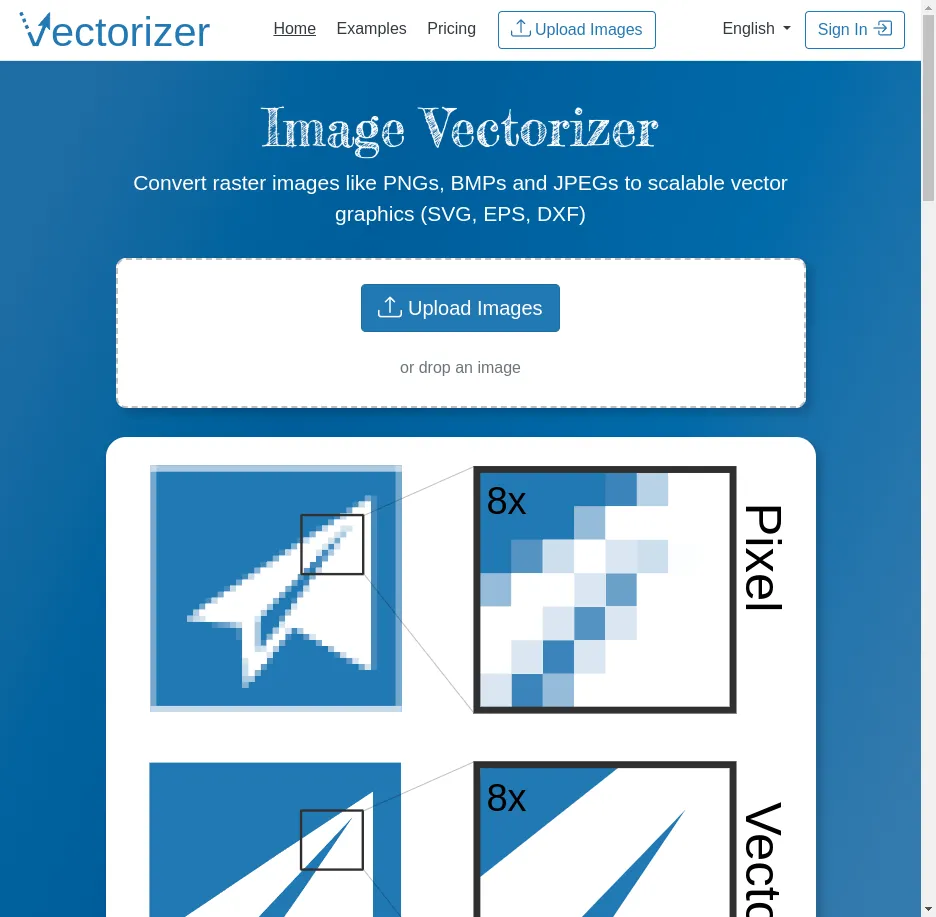 Vectorizer
Home Examples Pricing Upload Images English Sign In
Image Vectorizer
Convert raster images like PNGs, BMPs and JPEGs to scalable vector
graphics (SVG, EPS, DXF)
Upload Images
or drop an image
8x
Pixel
8x
Vecto